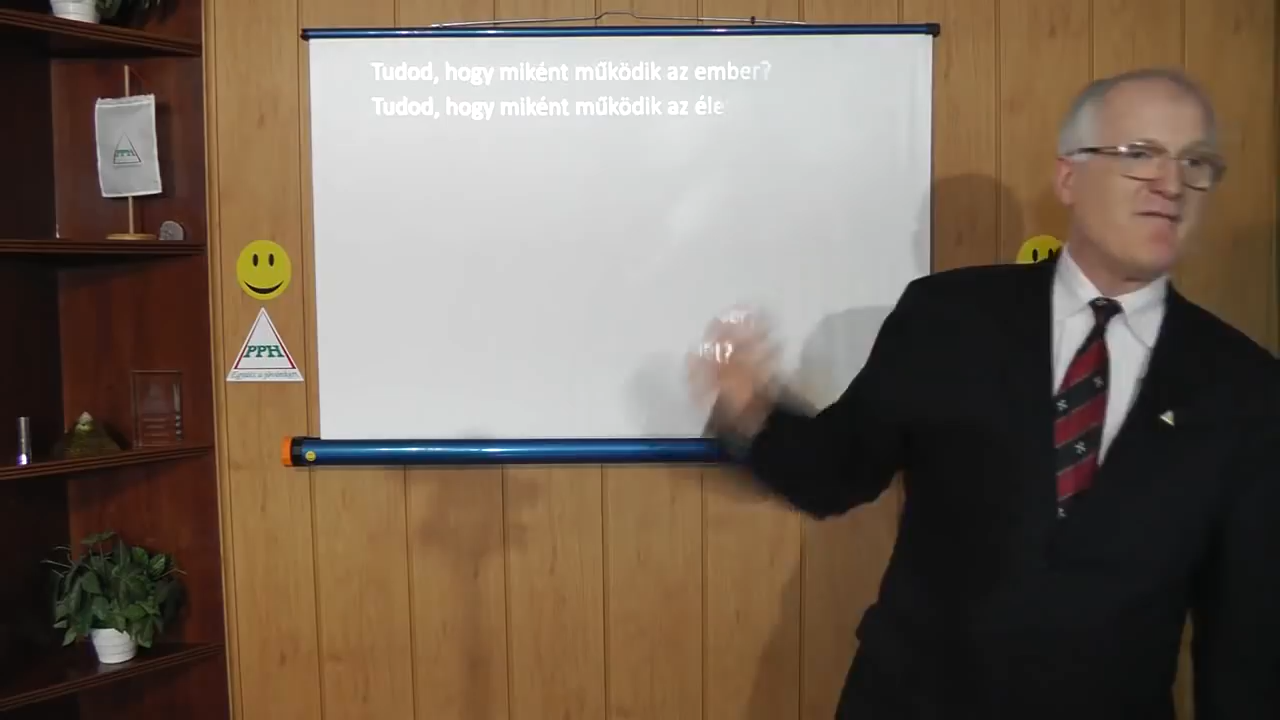 Tudod, hogy miként működik az ember?
Tudod, hogy miként működik az éle
PPH
PPH